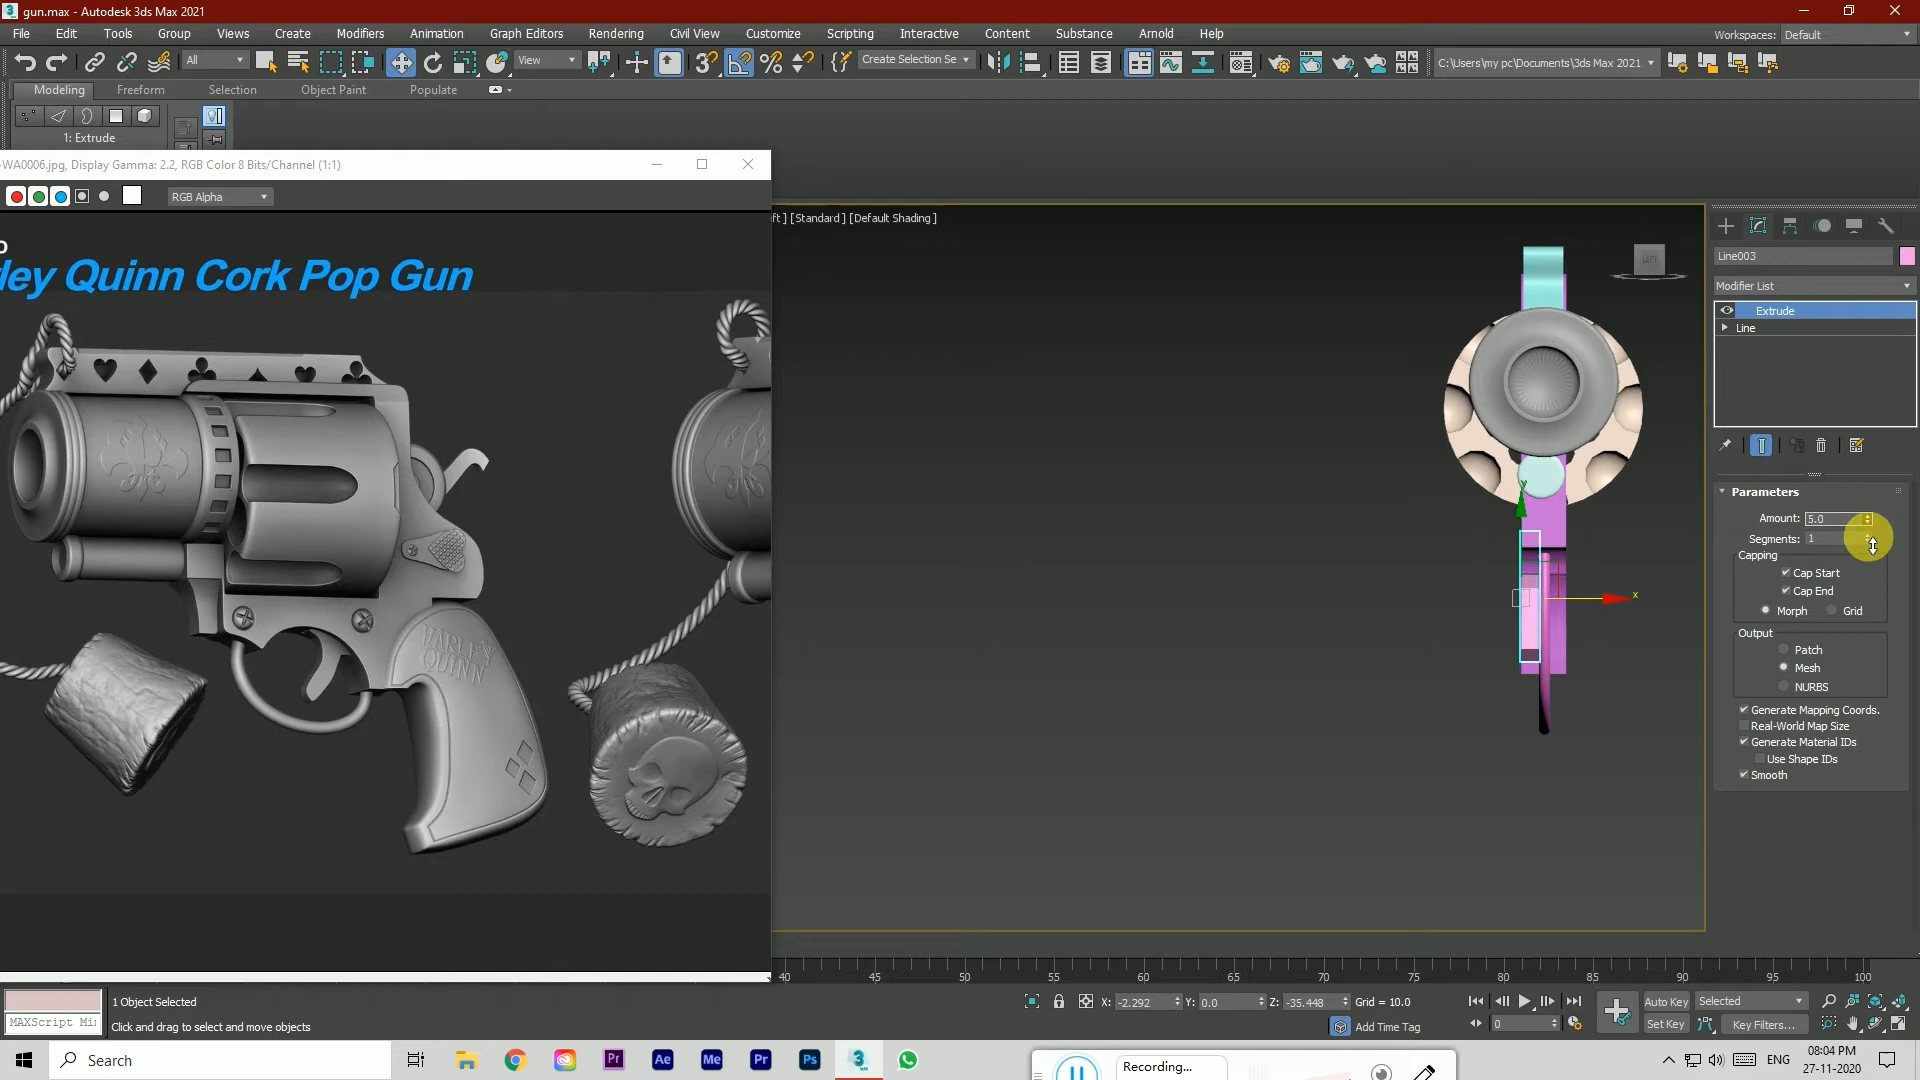 gun.max - Autodesk 3ds Max 2021
File Edit Tools Group Views Create Modifiers Animation Graph Editors Rendering Civil View Customize Scripting Interactive Content Substance Arnold Help
Workspaces: Default
All View Create Selection Se C:\Users\my pc\Documents\3ds Max 2021
Modeling Freeform Selection Object Paint Populate
1: Extrude
-WA0006.jpg, Display Gamma: 2.2, RGB Color 8 Bits/Channel (1:1)
RGB Alpha
ley Quinn Cork Pop Gun
HARLEY
QUINN
ft ] [Standard ] [Default Shading ]
LEFT
y
x
Line003
Modifier List
Extrude
Line
Parameters
Amount: 5.0
Segments: 1
Capping
Cap Start
Cap End
Morph Grid
Output
Patch
Mesh
NURBS
Generate Mapping Coords.
Real-World Map Size
Generate Material IDs
Use Shape IDs
Smooth
40 45 50 55 60 65 70 75 80 85 90 95 100
1 Object Selected
X: -2.292 Y: 0.0 Z: -35.448 Grid = 10.0
Auto Key Selected
MAXScript Mi
Click and drag to select and move objects
Add Time Tag
0
Set Key Key Filters...
Search
Recording...
ENG
08:04 PM
27-11-2020